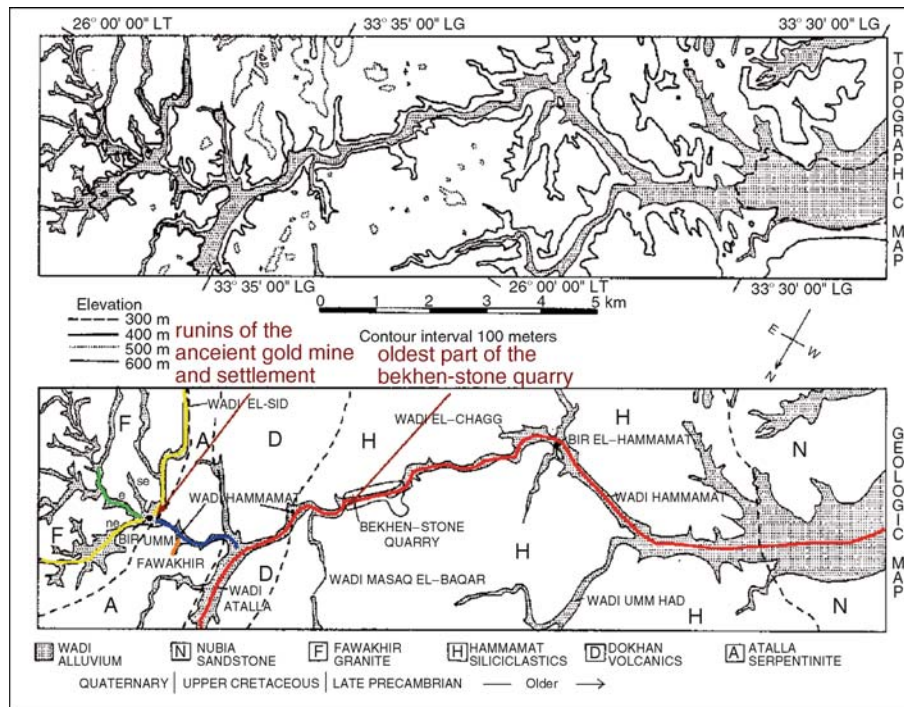 26° 00' 00" LT
33° 35' 00" LG
33° 30' 00" LG
TOPOGRAPHIC MAP
33° 35' 00" LG
26° 00' 00" LT
33° 30' 00" LG
0 1 2 3 4 5 km
Elevation
300 m
400 m
500 m
600 m
Contour interval 100 meters
runins of the
anceient gold mine
and settlement
oldest part of the
bekhen-stone quarry
E
W
N
WADI EL-SID
WADI EL-CHAGG
F
A
D
H
H
N
BIR EL-HAMMAMAT
se
e
ne
WADI HAMMAMAT
WADI HAMMAMAT
BEKHEN-STONE
QUARRY
F
BIR UMM
FAWAKHIR
H
D
WADI
ATALLA
WADI MASAQ EL-BAQAR
WADI UMM HAD
A
H
N
GEOLOGIC MAP
WADI
ALLUVIUM
N NUBIA
SANDSTONE
F FAWAKHIR
GRANITE
H HAMMAMAT
SILICICLASTICS
D DOKHAN
VOLCANICS
A ATALLA
SERPENTINITE
QUATERNARY | UPPER CRETACEOUS | LATE PRECAMBRIAN — Older →